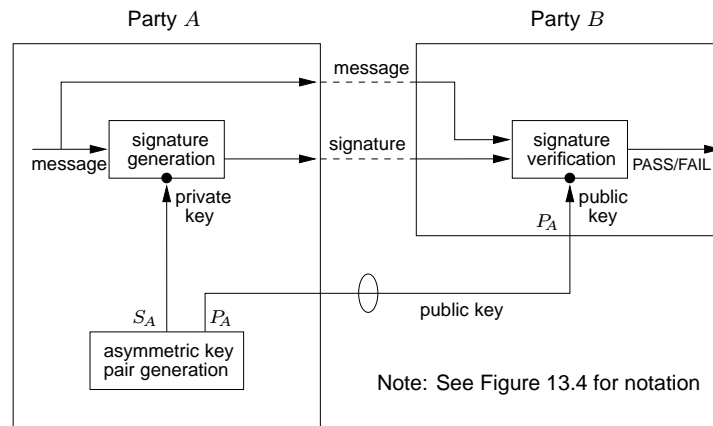 Party A
Party B
message
signature
generation
message
signature
signature
verification
PASS/FAIL
private
key
public
key
P_A
S_A
P_A
public key
asymmetric key
pair generation
Note: See Figure 13.4 for notation